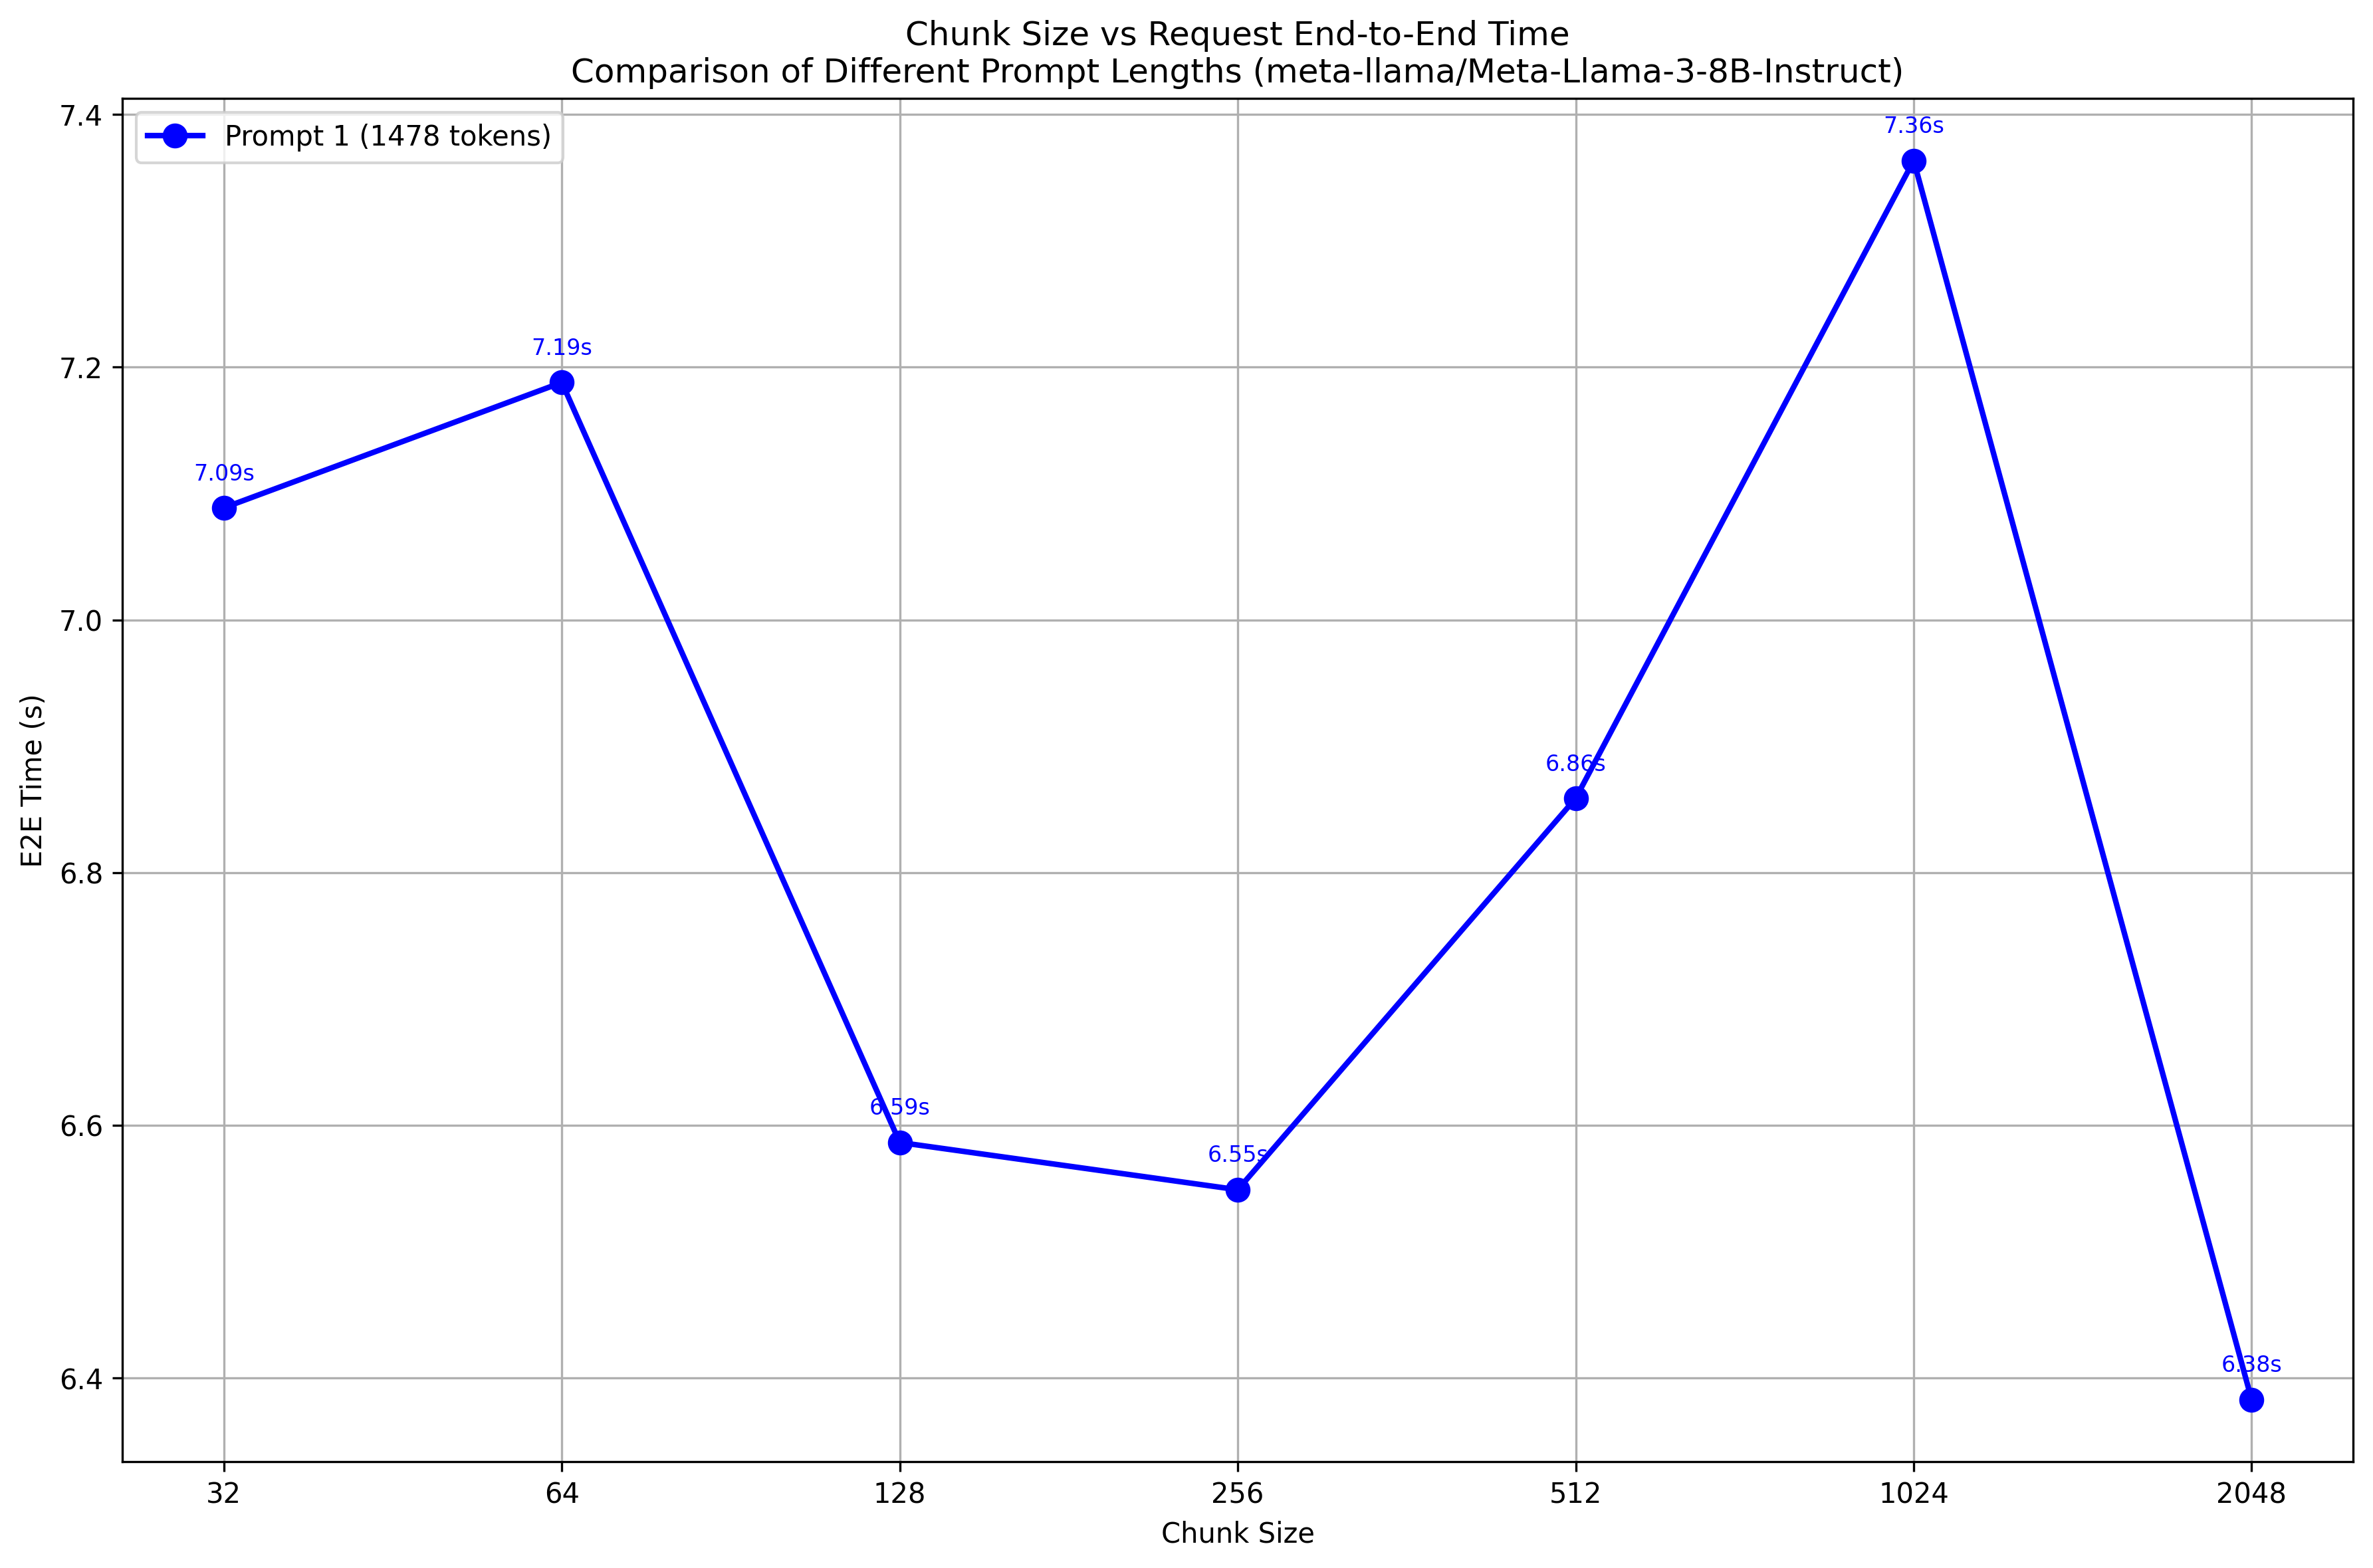 Chunk Size vs Request End-to-End Time
Comparison of Different Prompt Lengths (meta-llama/Meta-Llama-3-8B-Instruct)
Prompt 1 (1478 tokens)
7.4
7.2
7.0
6.8
6.6
6.4
E2E Time (s)
7.09s
7.19s
6.59s
6.55s
6.86s
7.36s
6.38s
32
64
128
256
512
1024
2048
Chunk Size